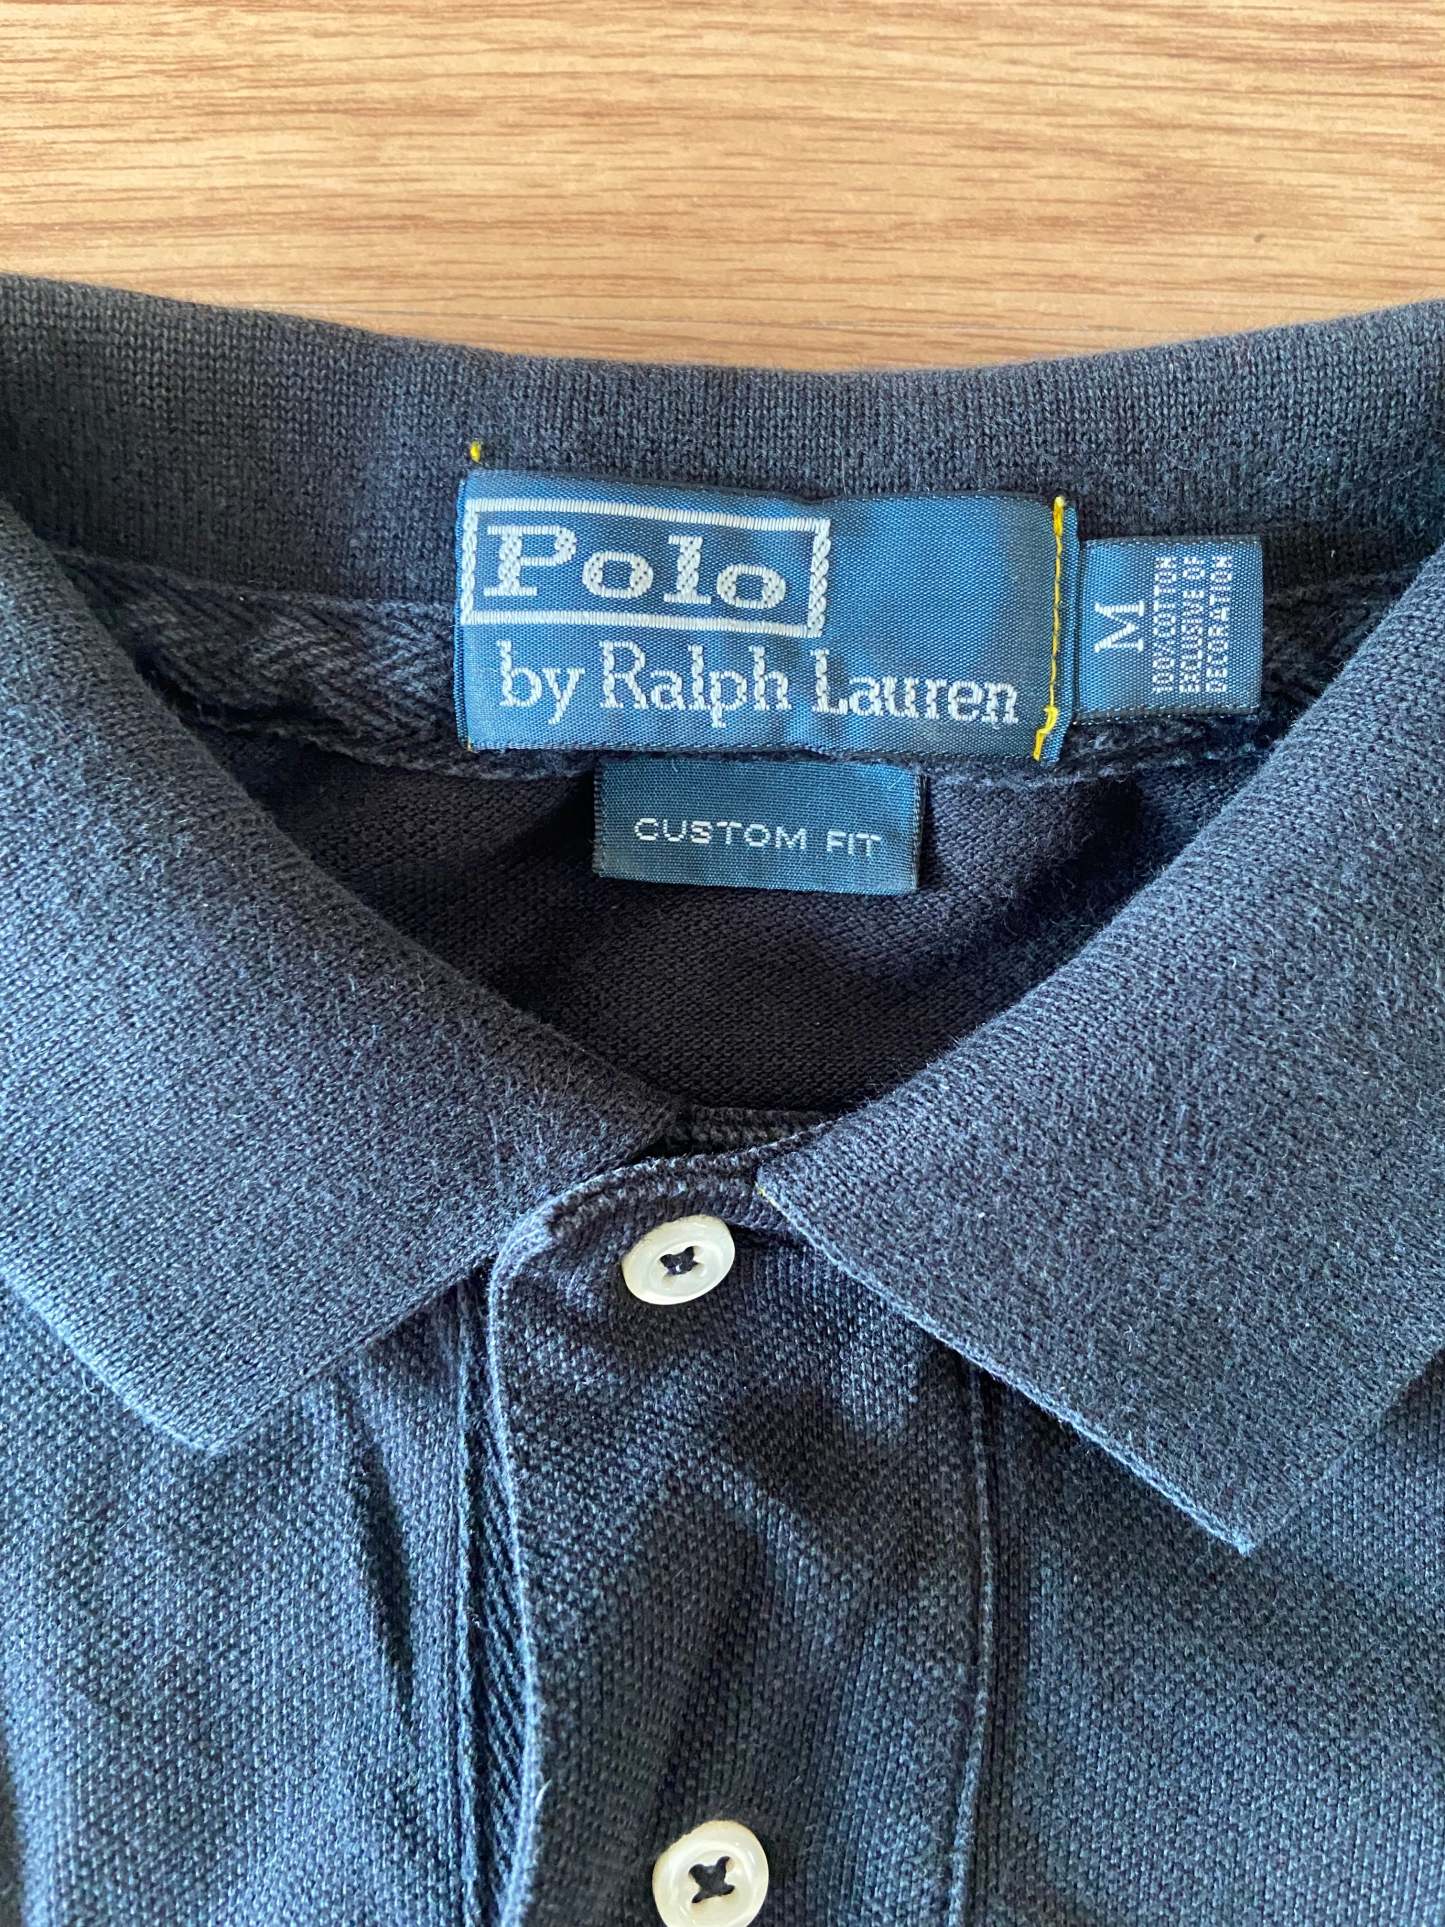 Polo
by Ralph Lauren
M
100% COTTON
EXCLUSIVE OF
DECORATION
CUSTOM FIT